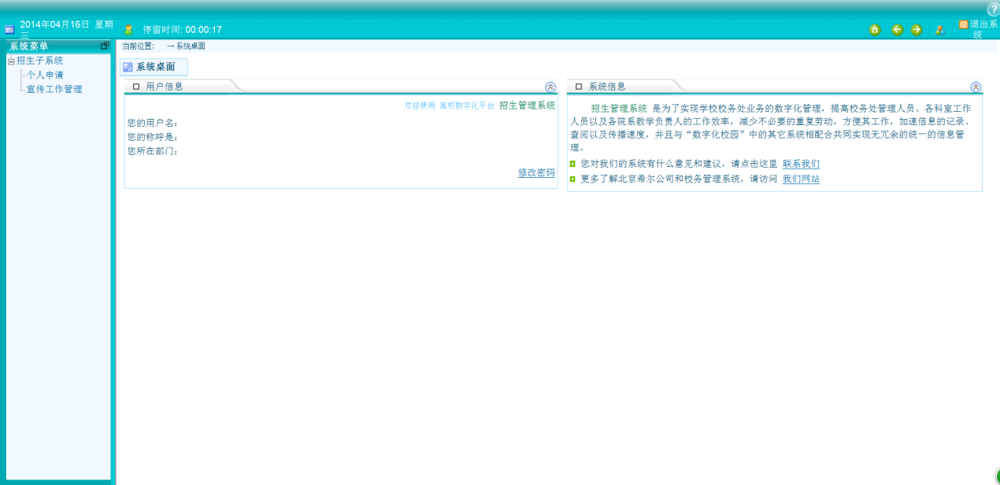 2014年04月16日 星期三
停留时间: 00:00:17
退出系统
系统菜单
当前位置: → 系统桌面
招生子系统
个人申请
宣传工作管理
系统桌面
用户信息
欢迎使用 高校数字化平台 招生管理系统
您的用户名:
您的称呼是:
您所在部门:
修改密码
系统信息
招生管理系统 是为了实现学校校务处业务的数字化管理，提高校务处管理人员、各科室工作
人员以及各院系教学负责人的工作效率，减少不必要的重复劳动，方便其工作，加速信息的记录、
查阅以及传播速度，并且与“数字化校园”中的其它系统相配合共同实现无冗余的统一的信息管
理。
您对我们的系统有什么意见和建议，请点击这里 联系我们
更多了解北京希尔公司和校务管理系统，请访问 我们网站